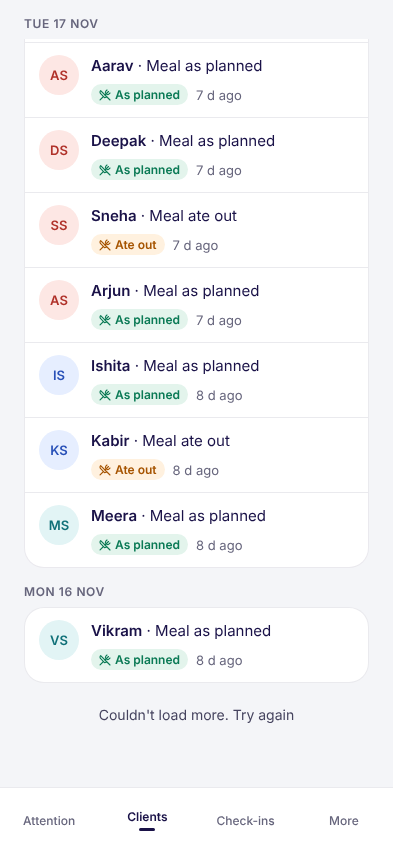 TUE 17 NOV
AS
Aarav · Meal as planned
As planned 7 d ago
DS
Deepak · Meal as planned
As planned 7 d ago
SS
Sneha · Meal ate out
Ate out 7 d ago
AS
Arjun · Meal as planned
As planned 7 d ago
IS
Ishita · Meal as planned
As planned 8 d ago
KS
Kabir · Meal ate out
Ate out 8 d ago
MS
Meera · Meal as planned
As planned 8 d ago
MON 16 NOV
VS
Vikram · Meal as planned
As planned 8 d ago
Couldn't load more. Try again
Attention Clients Check-ins More